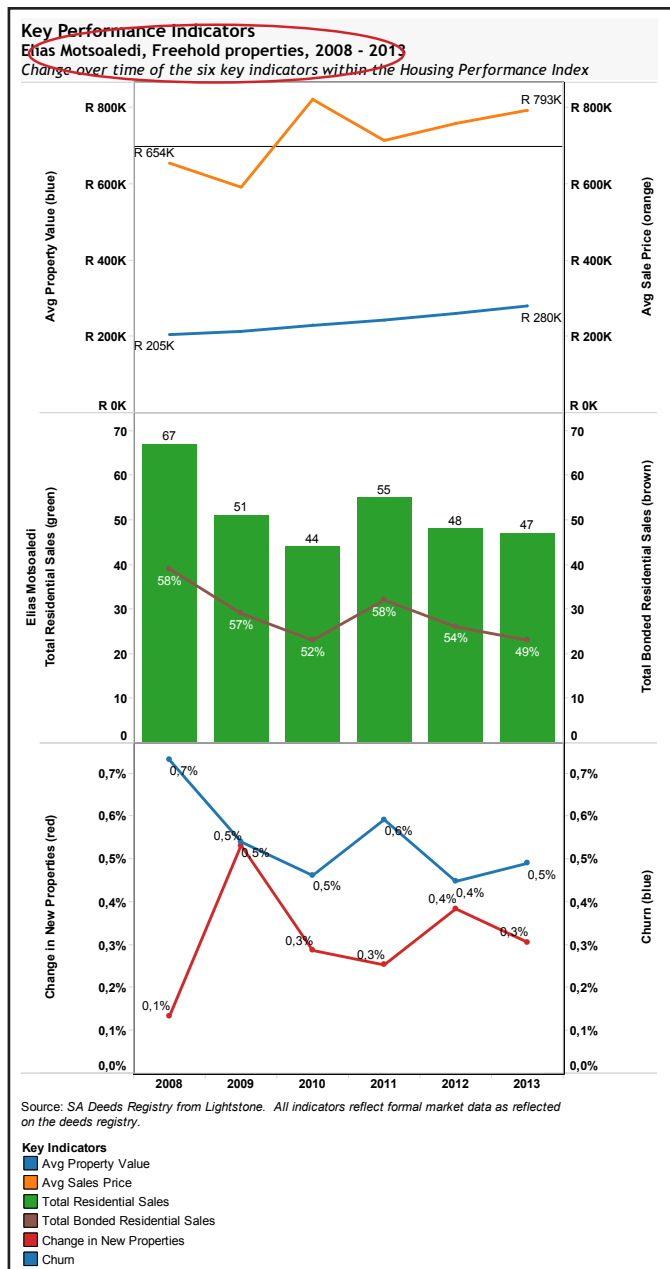 Key Performance Indicators
Elias Motsoaledi, Freehold properties, 2008 - 2013
Change over time of the six key indicators within the Housing Performance Index
R 800K
R 793K
R 800K
R 654K
R 600K
R 600K
Avg Property Value (blue)
Avg Sale Price (orange)
R 400K
R 400K
R 280K
R 200K
R 205K
R 200K
R 0K
R 0K
70
67
70
60
60
55
51
50
50
48
47
44
Elias Motsoaledi
Total Residential Sales (green)
Total Bonded Residential Sales (brown)
40
40
58%
57%
58%
54%
52%
49%
30
30
20
20
10
10
0
0
0,7%
0,7%
0,7%
0,6%
0,6%
0,6%
0,5%
0,5%
0,5%
0,5%
0,5%
0,4%
0,5%
Change in New Properties (red)
Churn (blue)
0,4%
0,4%
0,4%
0,3%
0,3%
0,3%
0,3%
0,3%
0,2%
0,2%
0,1%
0,1%
0,1%
0,0%
0,0%
2008 2009 2010 2011 2012 2013
Source: SA Deeds Registry from Lightstone. All indicators reflect formal market data as reflected
on the deeds registry.
Key Indicators
Avg Property Value
Avg Sales Price
Total Residential Sales
Total Bonded Residential Sales
Change in New Properties
Churn